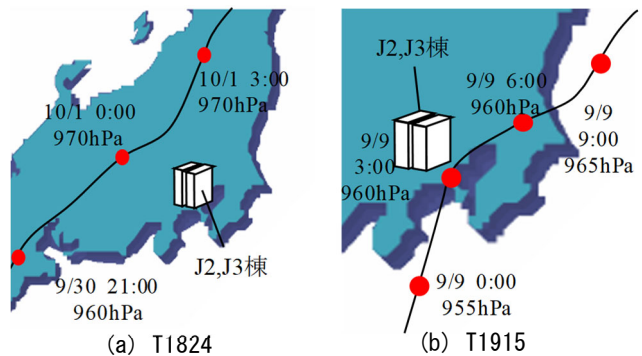 10/1  3:00
970hPa
10/1  0:00
970hPa
J2,J3棟
9/30  21:00
960hPa
(a)  T1824
J2,J3棟
9/9  6:00
960hPa
9/9
9:00
965hPa
9/9
3:00
960hPa
9/9  0:00
955hPa
(b)  T1915